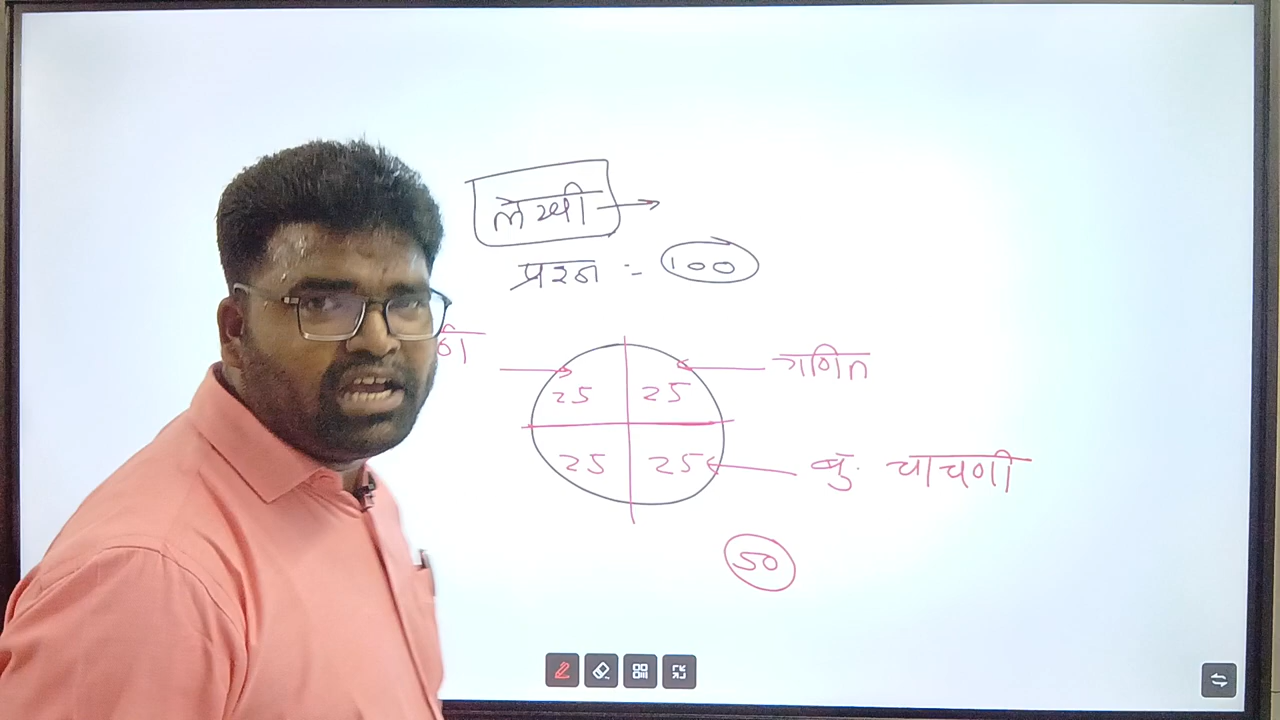 लेखी
प्रश्न :- 100
25 25 गणित
25 25 बु. चाचणी
50